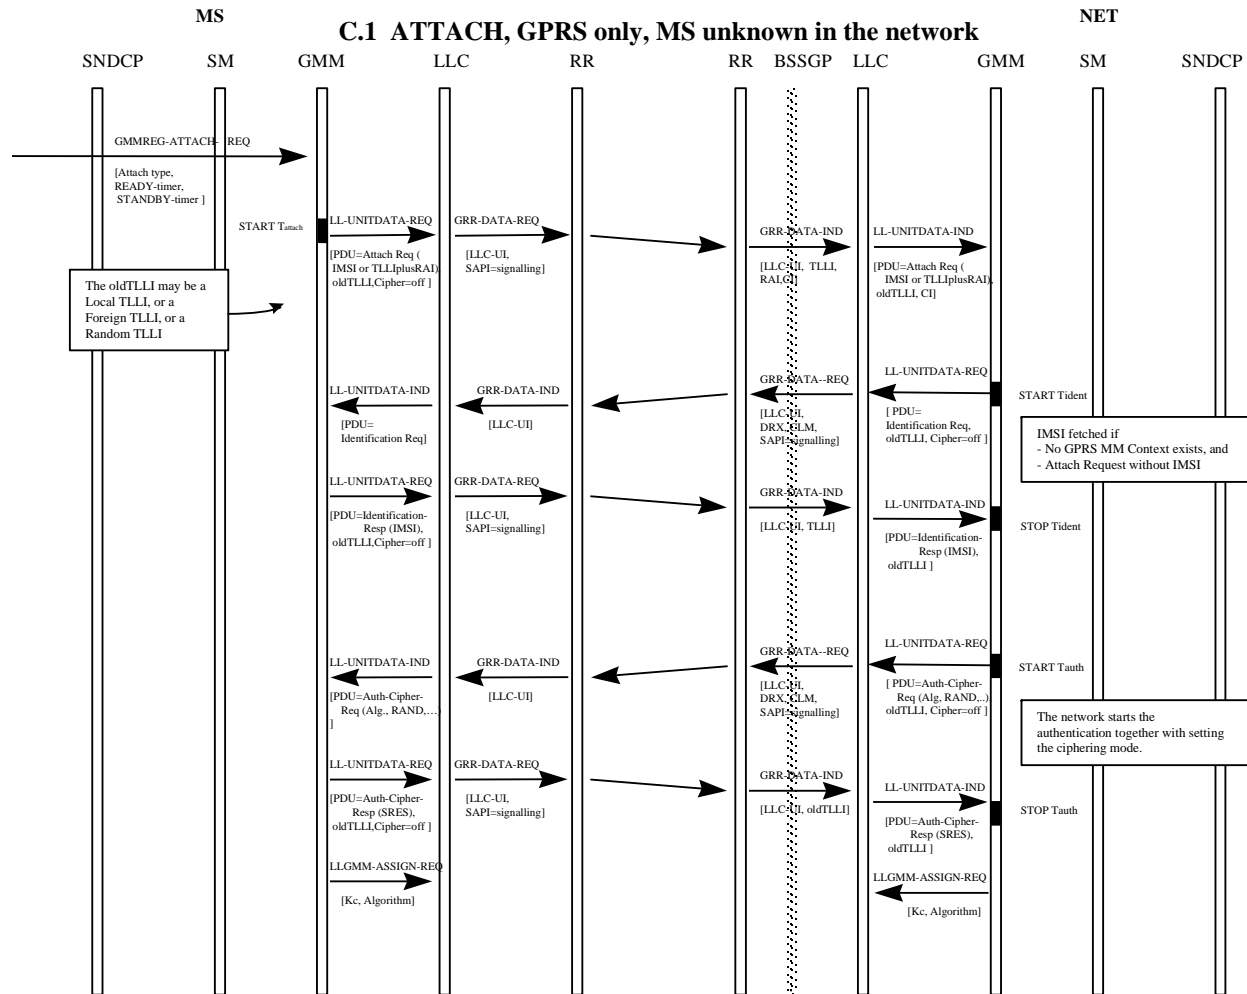 MS
NET
C.1 ATTACH, GPRS only, MS unknown in the network
SNDCP SM GMM LLC RR RR BSSGP LLC GMM SM SNDCP
GMMREG-ATTACH- REQ
[Attach type,
READY-timer,
STANDBY-timer ]
START Tattach
LL-UNITDATA-REQ
[PDU=Attach Req (
IMSI or TLLIplusRAI),
oldTLLI,Cipher=off ]
GRR-DATA-REQ
[LLC-UI,
SAPI=signalling]
GRR-DATA-IND
[LLC-UI, TLLI,
RAI,CI]
LL-UNITDATA-IND
[PDU=Attach Req (
IMSI or TLLIplusRAI),
oldTLLI, CI]
The oldTLLI may be a
Local TLLI, or a
Foreign TLLI, or a
Random TLLI
LL-UNITDATA-IND
[PDU=
Identification Req]
GRR-DATA-IND
[LLC-UI]
GRR-DATA--REQ
[LLC-UI,
DRX, CLM,
SAPI=signalling]
LL-UNITDATA-REQ
[ PDU=
Identification Req,
oldTLLI, Cipher=off ]
START Tident
IMSI fetched if
- No GPRS MM Context exists, and
- Attach Request without IMSI
LL-UNITDATA-REQ
[PDU=Identification-
Resp (IMSI),
oldTLLI,Cipher=off ]
GRR-DATA-REQ
[LLC-UI,
SAPI=signalling]
GRR-DATA-IND
[LLC-UI, TLLI]
LL-UNITDATA-IND
[PDU=Identification-
Resp (IMSI),
oldTLLI ]
STOP Tident
LL-UNITDATA-IND
[PDU=Auth-Cipher-
Req (Alg., RAND,…)
]
GRR-DATA-IND
[LLC-UI]
GRR-DATA--REQ
[LLC-UI,
DRX, CLM,
SAPI=signalling]
LL-UNITDATA-REQ
[ PDU=Auth-Cipher-
Req (Alg, RAND,..),
oldTLLI, Cipher=off ]
START Tauth
The network starts the
authentication together with setting
the ciphering mode.
LL-UNITDATA-REQ
[PDU=Auth-Cipher-
Resp (SRES),
oldTLLI,Cipher=off ]
GRR-DATA-REQ
[LLC-UI,
SAPI=signalling]
GRR-DATA-IND
[LLC-UI, oldTLLI]
LL-UNITDATA-IND
[PDU=Auth-Cipher-
Resp (SRES),
oldTLLI ]
STOP Tauth
LLGMM-ASSIGN-REQ
[Kc, Algorithm]
LLGMM-ASSIGN-REQ
[Kc, Algorithm]